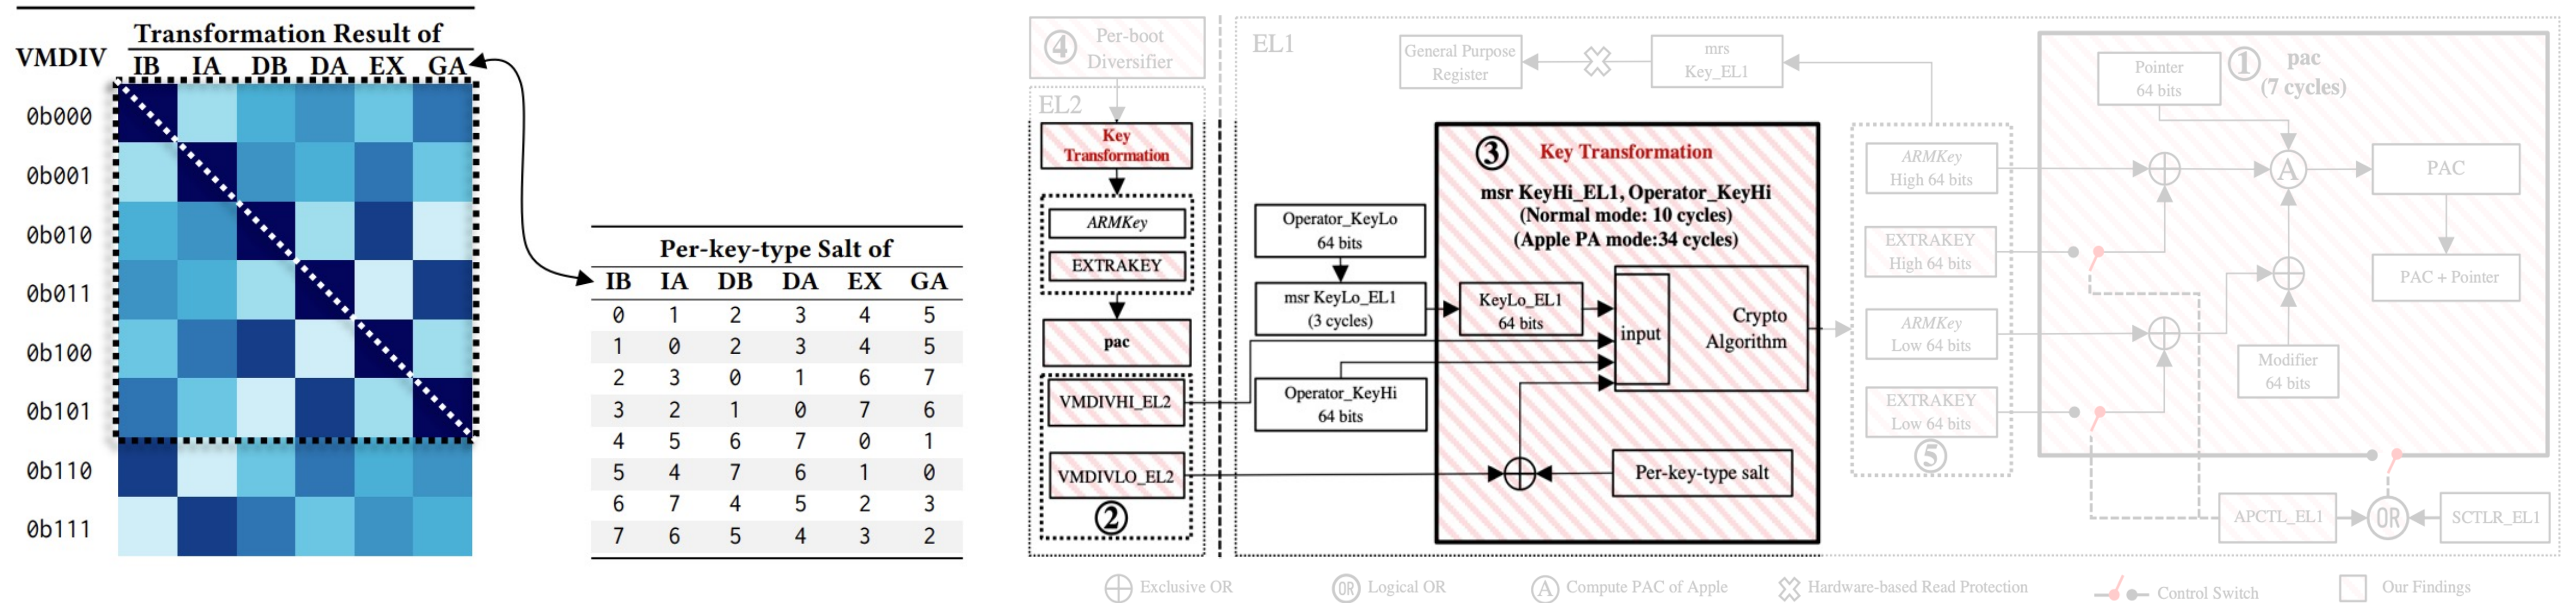 Transformation Result of
VMDIV
IB IA DB DA EX GA
0b000
0b001
0b010
0b011
0b100
0b101
0b110
0b111
Per-key-type Salt of
IB IA DB DA EX GA
0 1 2 3 4 5
1 0 2 3 4 5
2 3 0 1 6 7
3 2 1 0 7 6
4 5 6 7 0 1
5 4 7 6 1 0
6 7 4 5 2 3
7 6 5 4 3 2
④ Per-boot
Diversifier
EL2
Key
Transformation
ARMKey
EXTRAKEY
pac
VMDIVHI_EL2
VMDIVLO_EL2
②
EL1
General Purpose
Register
mrs
Key_EL1
Operator_KeyLo
64 bits
msr KeyLo_EL1
(3 cycles)
Operator_KeyHi
64 bits
③ Key Transformation
msr KeyHi_EL1, Operator_KeyHi
(Normal mode: 10 cycles)
(Apple PA mode:34 cycles)
KeyLo_EL1
64 bits
input
Crypto
Algorithm
Per-key-type salt
ARMKey
High 64 bits
EXTRAKEY
High 64 bits
ARMKey
Low 64 bits
EXTRAKEY
Low 64 bits
⑤
Pointer
64 bits
① pac
(7 cycles)
A
PAC
PAC + Pointer
Modifier
64 bits
APCTL_EL1
OR
SCTLR_EL1
Exclusive OR
OR Logical OR
A Compute PAC of Apple
Hardware-based Read Protection
Control Switch
Our Findings